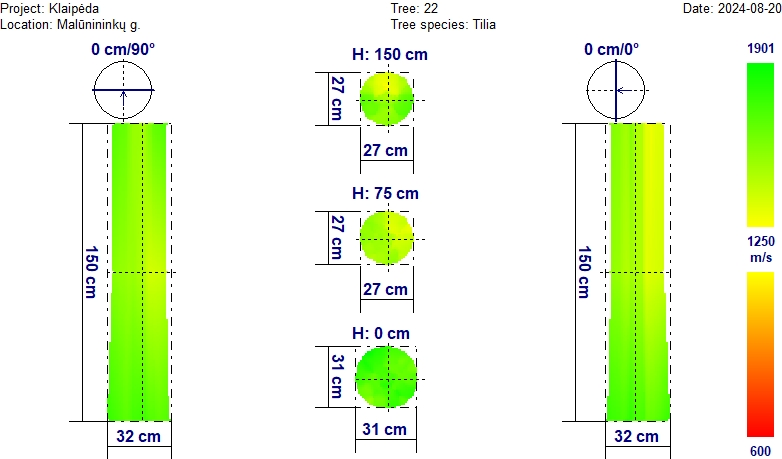 Project: Klaipėda
Tree: 22
Date: 2024-08-20
Location: Malūnininkų g.
Tree species: Tilia
0 cm/90°
H: 150 cm
0 cm/0°
1901
27 cm
27 cm
H: 75 cm
27 cm
27 cm
150 cm
150 cm
1250
m/s
H: 0 cm
31 cm
31 cm
32 cm
32 cm
600